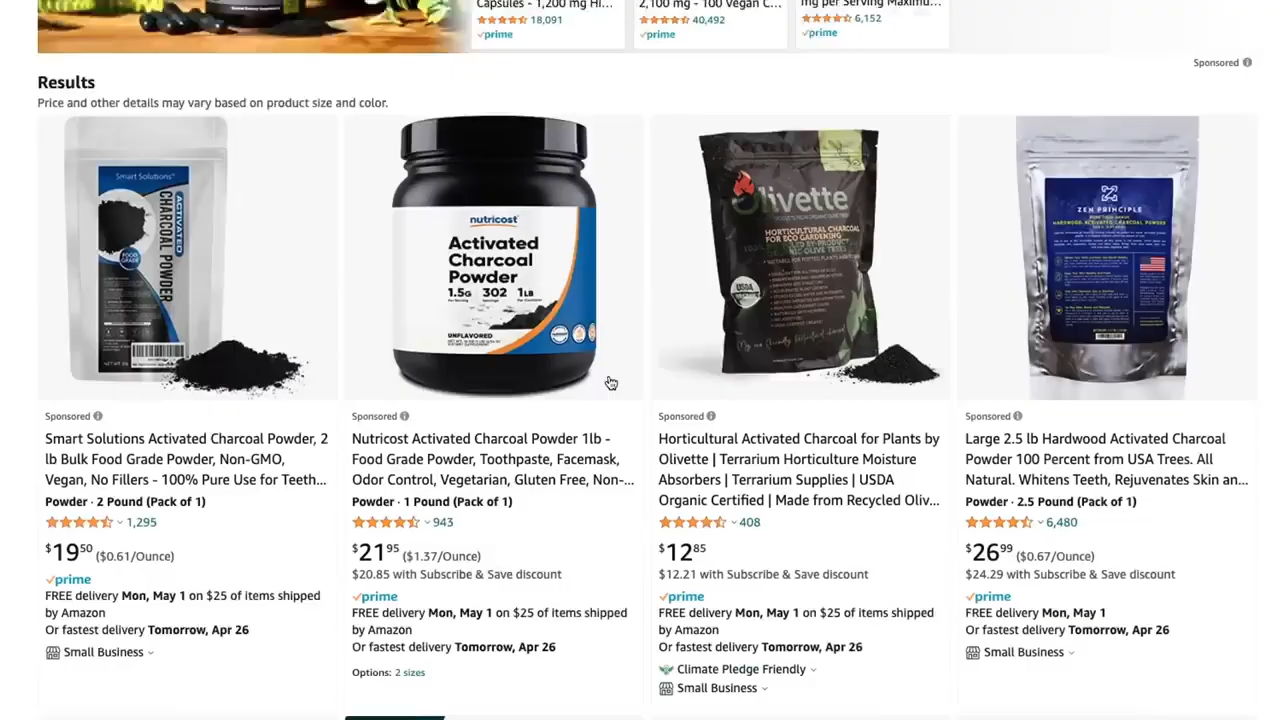 Capsules - 1,200 mg Hi...
18,091
prime
2,100 mg - 100 Vegan C...
40,492
prime
mg per Serving Maximu...
6,152
prime
Sponsored
Results
Price and other details may vary based on product size and color.
Smart Solutions™
ACTIVATED
CHARCOAL POWDER
FOOD GRADE
nutricost®
Activated
Charcoal
Powder
1.5G 302 1LB
UNFLAVORED
Olivette
HORTICULTURAL CHARCOAL
FOR ECO GARDENING
USDA
ORGANIC
ZEN PRINCIPLE
HARDWOOD ACTIVATED CHARCOAL POWDER
Sponsored
Smart Solutions Activated Charcoal Powder, 2
lb Bulk Food Grade Powder, Non-GMO,
Vegan, No Fillers - 100% Pure Use for Teeth...
Powder · 2 Pound (Pack of 1)
1,295
$19.50 ($0.61/Ounce)
prime
FREE delivery Mon, May 1 on $25 of items shipped
by Amazon
Or fastest delivery Tomorrow, Apr 26
Small Business
Sponsored
Nutricost Activated Charcoal Powder 1lb -
Food Grade Powder, Toothpaste, Facemask,
Odor Control, Vegetarian, Gluten Free, Non-...
Powder · 1 Pound (Pack of 1)
943
$21.95 ($1.37/Ounce)
$20.85 with Subscribe & Save discount
prime
FREE delivery Mon, May 1 on $25 of items shipped
by Amazon
Or fastest delivery Tomorrow, Apr 26
Options: 2 sizes
Sponsored
Horticultural Activated Charcoal for Plants by
Olivette | Terrarium Horticulture Moisture
Absorbers | Terrarium Supplies | USDA
Organic Certified | Made from Recycled Oliv...
408
$12.85
$12.21 with Subscribe & Save discount
prime
FREE delivery Mon, May 1 on $25 of items shipped
by Amazon
Or fastest delivery Tomorrow, Apr 26
Climate Pledge Friendly
Small Business
Sponsored
Large 2.5 lb Hardwood Activated Charcoal
Powder 100 Percent from USA Trees. All
Natural. Whitens Teeth, Rejuvenates Skin an...
Powder · 2.5 Pound (Pack of 1)
6,480
$26.99 ($0.67/Ounce)
$24.29 with Subscribe & Save discount
prime
FREE delivery Mon, May 1
Or fastest delivery Tomorrow, Apr 26
Small Business